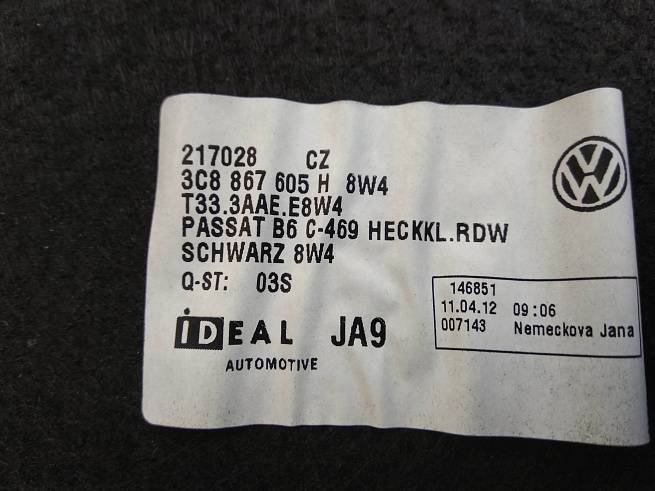 217028 CZ
3C8 867 605 H 8W4
T33.3AAE.E8W4
PASSAT B6 C-469 HECKKL.RDW
SCHWARZ 8W4
Q-ST: 03S
146851
11.04.12 09:06
007143 Nemeckova Jana
iDEAL JA9
AUTOMOTIVE